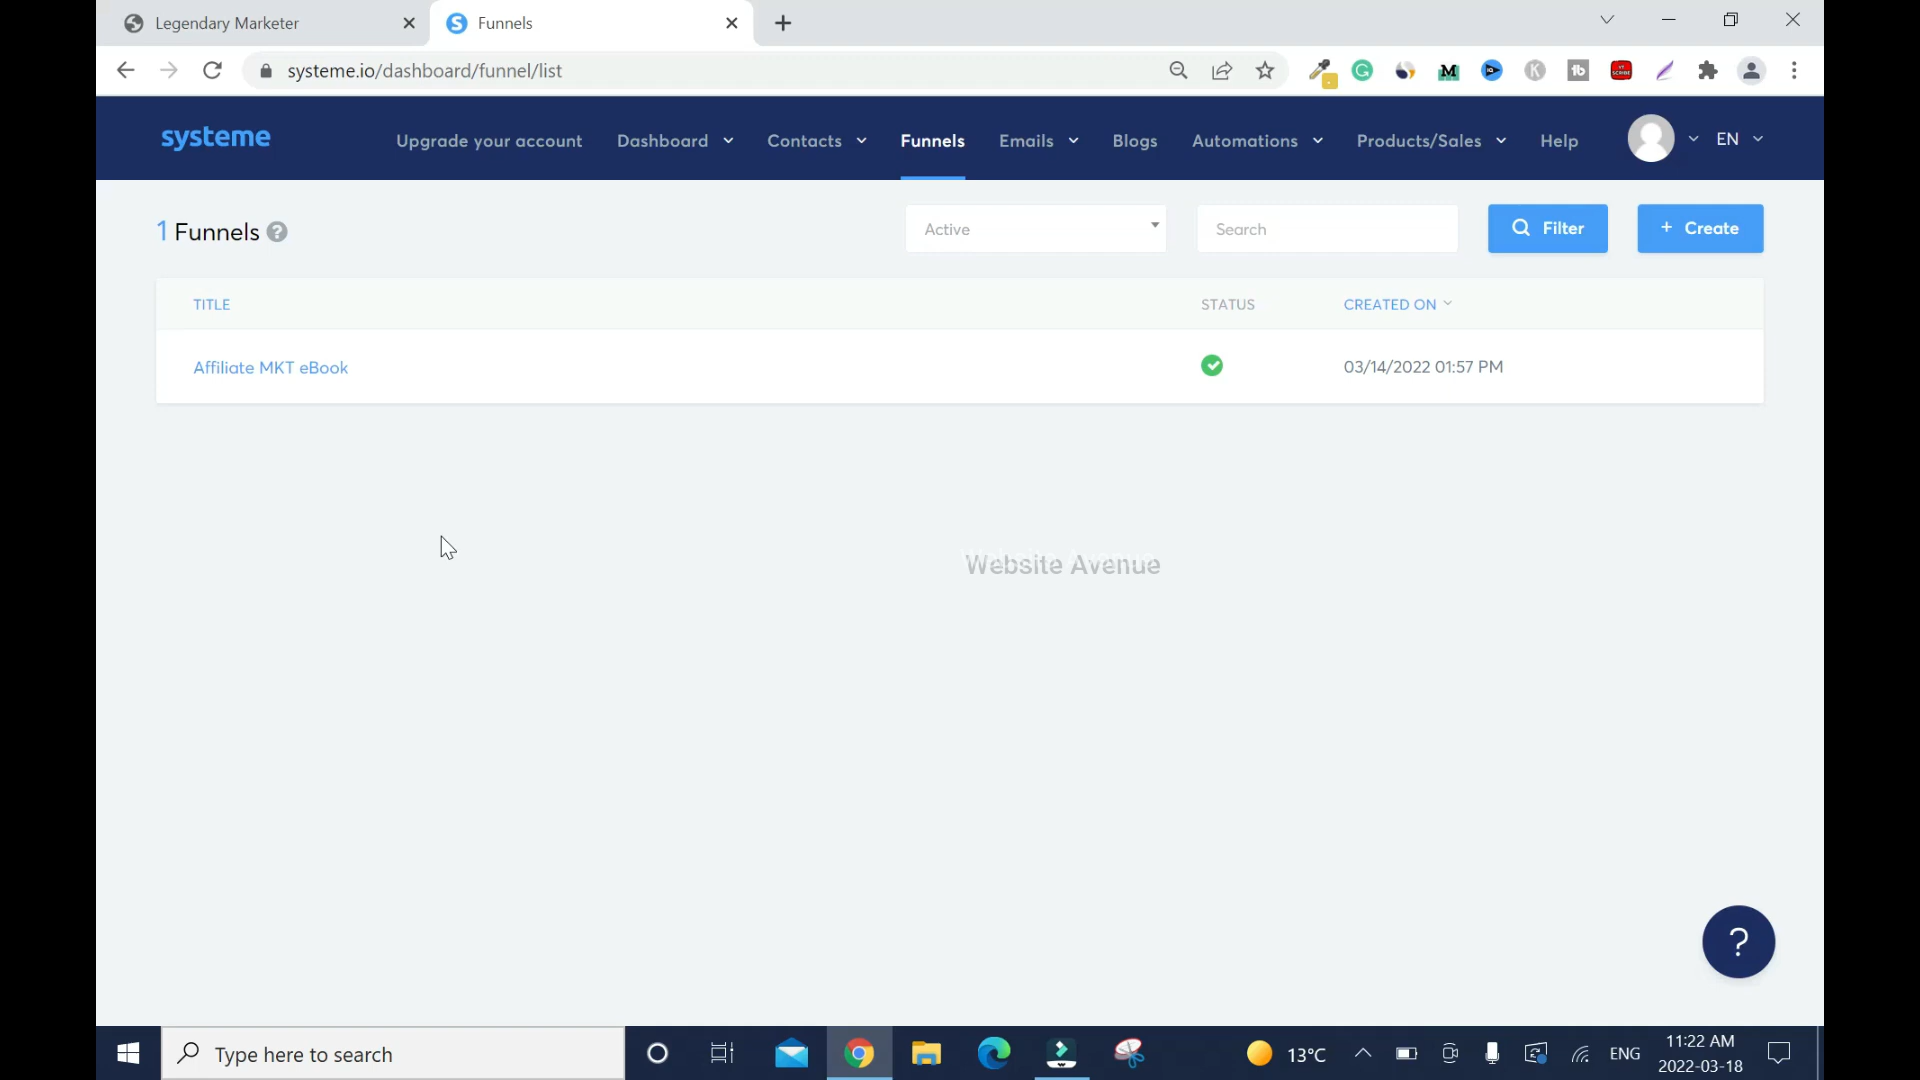 Legendary Marketer
Funnels
systeme.io/dashboard/funnel/list
systeme
Upgrade your account
Dashboard
Contacts
Funnels
Emails
Blogs
Automations
Products/Sales
Help
EN
1 Funnels ?
Active
Search
Filter
+ Create
TITLE
STATUS
CREATED ON
Affiliate MKT eBook
03/14/2022 01:57 PM
Website Avenue
?
Type here to search
13°C
ENG
11:22 AM
2022-03-18